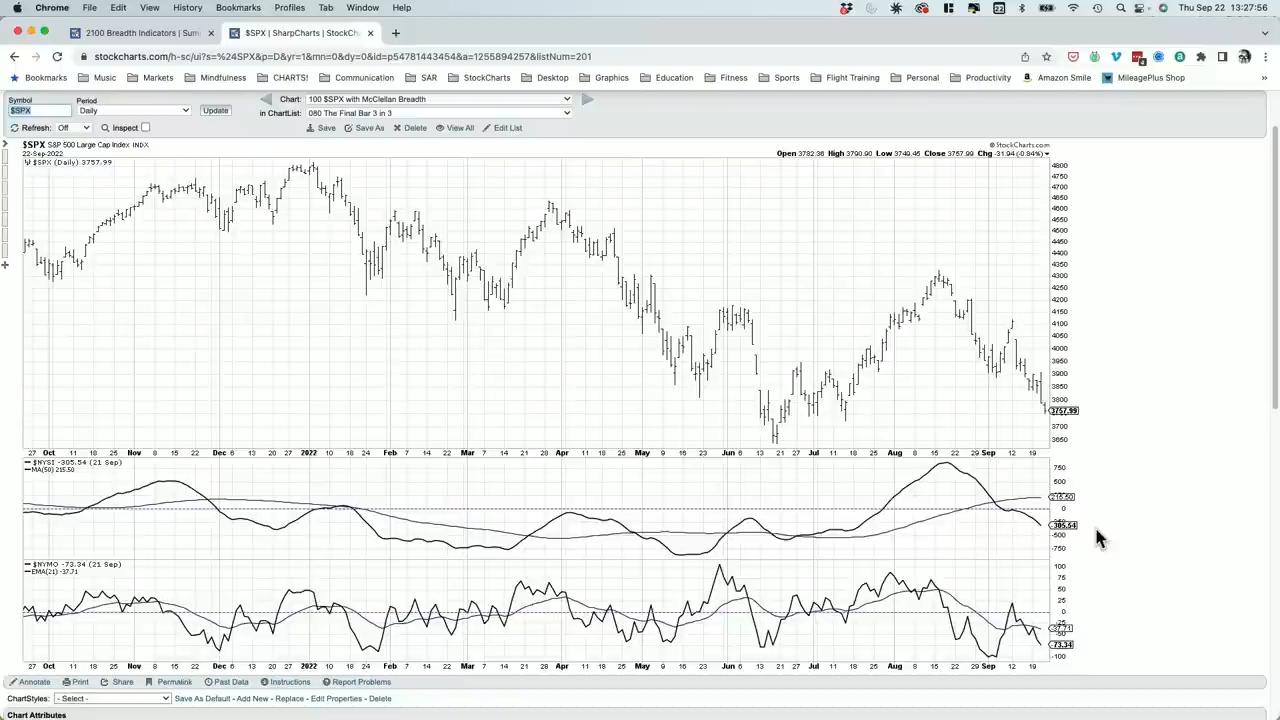 Chrome File Edit View History Bookmarks Profiles Tab Window Help Thu Sep 22 13:27:56
2100 Breadth Indicators | Sum $SPX | SharpCharts | StockCh
stockcharts.com/h-sc/ui?s=%24SPX&p=D&yr=1&mn=0&dy=0&id=p54781443454&a=1255894257&listNum=201
Bookmarks Music Markets Mindfulness CHARTS! Communication SAR StockCharts Desktop Graphics Education Fitness Sports Flight Training Personal Productivity Amazon Smile MileagePlus Shop »
Symbol Period
$SPX Daily Update
Chart: 100 $SPX with McClellan Breadth
in ChartList: 080 The Final Bar 3 in 3
Refresh: Off Inspect
Save Save As Delete View All Edit List
$SPX S&P 500 Large Cap Index INDX © StockCharts.com
22-Sep-2022 Open 3782.36 High 3790.90 Low 3749.45 Close 3757.99 Chg -31.94 (-0.84%)
$SPX (Daily) 3757.99
4800
4750
4700
4650
4600
4550
4500
4450
4400
4350
4300
4250
4200
4150
4100
4050
4000
3950
3900
3850
3800
3757.99
3700
3650
27 Oct 11 18 25 Nov 8 15 22 Dec 6 13 20 27 2022 10 18 24 Feb 7 14 22 Mar 7 14 21 28 Apr 11 18 25 May 9 16 23 Jun 6 13 21 27 Jul 11 18 25 Aug 8 15 22 29 Sep 12 19
$NYSI -305.54 (21 Sep)
MA(50) 215.50
750
500
215.50
0
-305.54
-500
-750
$NYMO -73.34 (21 Sep)
EMA(21) -37.71
100
75
50
25
0
-25
-37.71
-50
-73.34
-100
27 Oct 11 18 25 Nov 8 15 22 Dec 6 13 20 27 2022 10 18 24 Feb 7 14 22 Mar 7 14 21 28 Apr 11 18 25 May 9 16 23 Jun 6 13 21 27 Jul 11 18 25 Aug 8 15 22 29 Sep 12 19
Annotate Print Share Permalink Past Data Instructions Report Problems
ChartStyles: - Select - Save As Default - Add New - Replace - Edit Properties - Delete
Chart Attributes